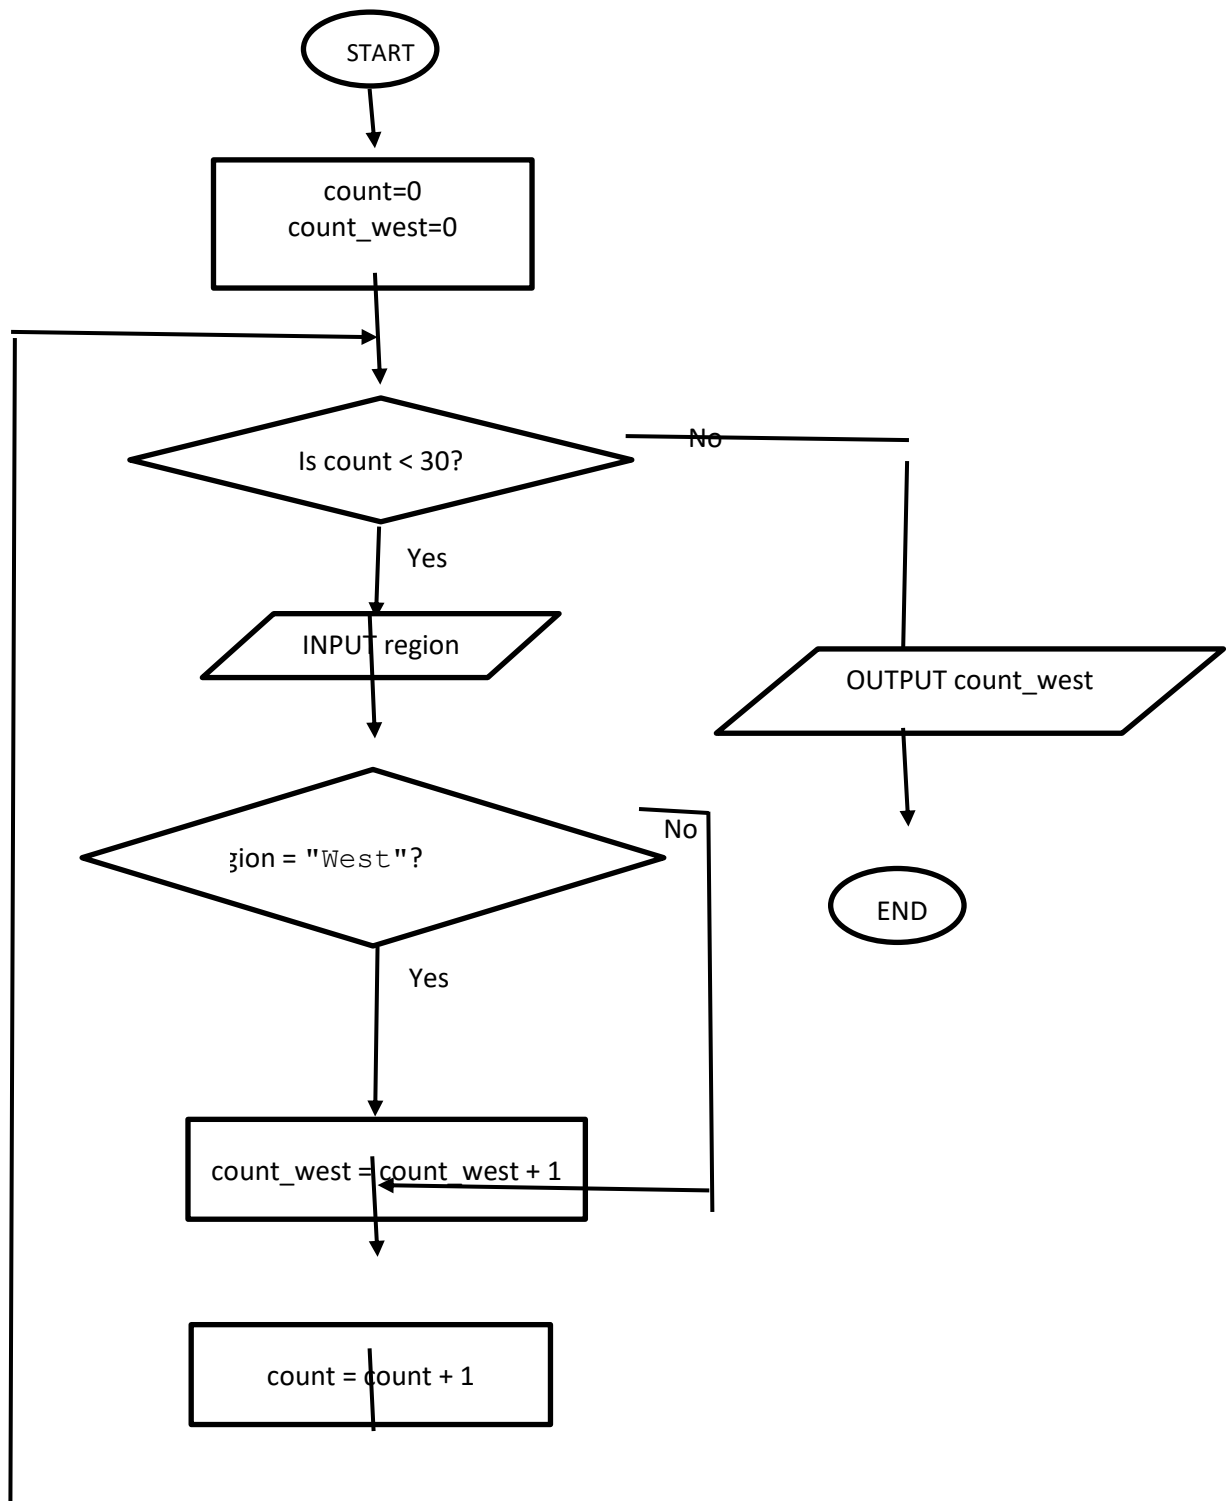 START
count=0
count_west=0
Is count < 30?
No
Yes
INPUT region
OUTPUT count_west
gion = "West"?
No
END
Yes
count_west = count_west + 1
count = count + 1